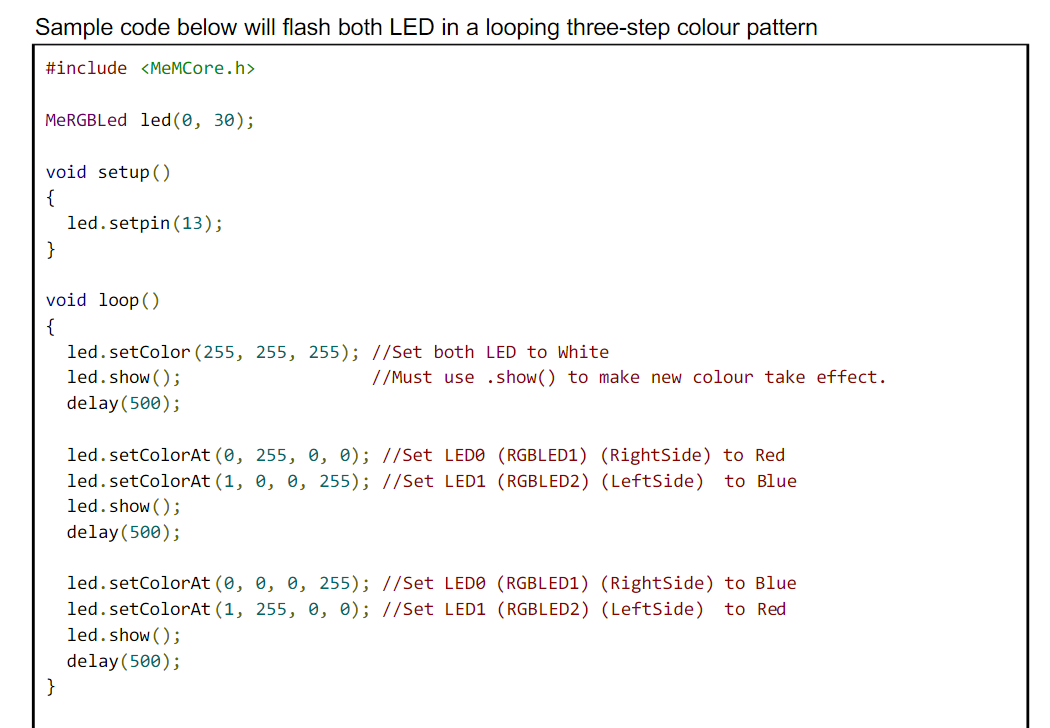 Sample code below will flash both LED in a looping three-step colour pattern
#include <MeMCore.h>
MeRGBLed led(0, 30);
void setup()
{
led.setpin(13);
}
void loop()
{
led.setColor(255, 255, 255); //Set both LED to White
led.show(); //Must use .show() to make new colour take effect.
delay(500);
led.setColorAt(0, 255, 0, 0); //Set LED0 (RGBLED1) (RightSide) to Red
led.setColorAt(1, 0, 0, 255); //Set LED1 (RGBLED2) (LeftSide)  to Blue
led.show();
delay(500);
led.setColorAt(0, 0, 0, 255); //Set LED0 (RGBLED1) (RightSide) to Blue
led.setColorAt(1, 255, 0, 0); //Set LED1 (RGBLED2) (LeftSide)  to Red
led.show();
delay(500);
}